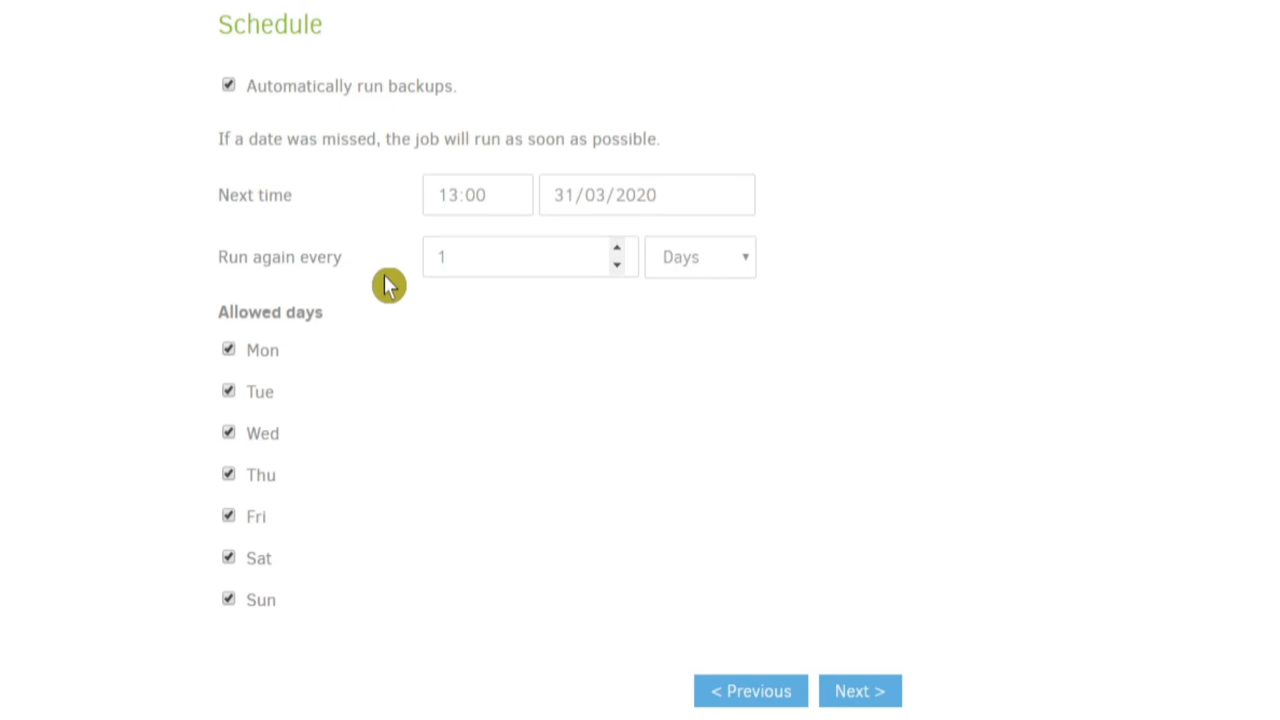 Schedule
Automatically run backups.
If a date was missed, the job will run as soon as possible.
Next time 13:00 31/03/2020
Run again every 1 Days
Allowed days
Mon
Tue
Wed
Thu
Fri
Sat
Sun
< Previous Next >